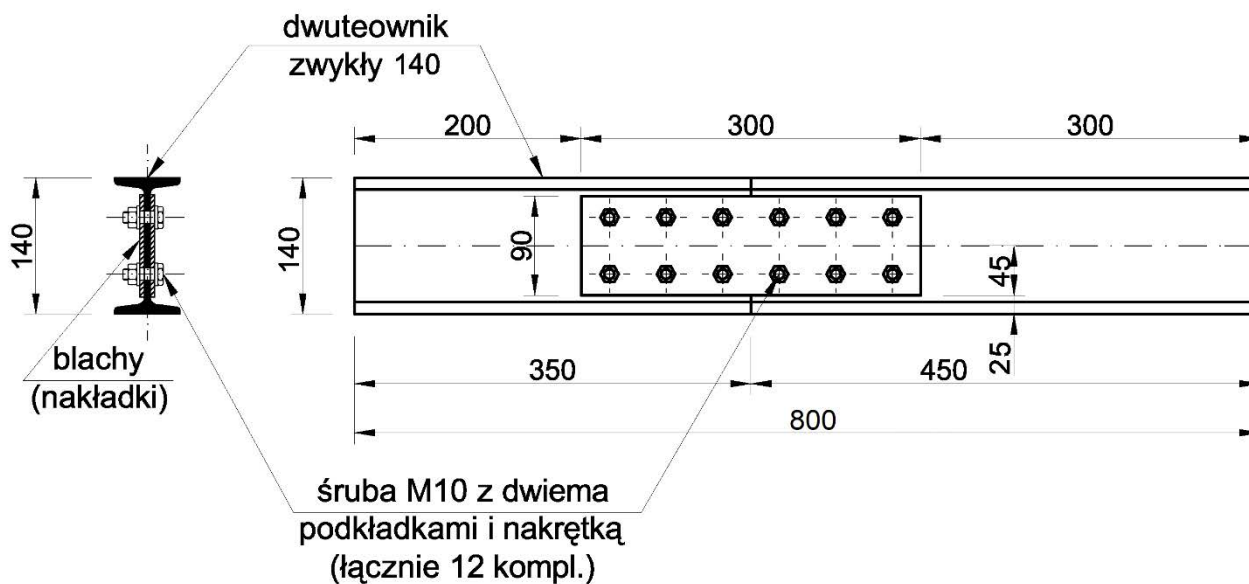 dwuteownik
zwykły 140
200
300
300
140
140
90
45
25
blachy
(nakładki)
350
450
800
śruba M10 z dwiema
podkładkami i nakrętką
(łącznie 12 kompl.)